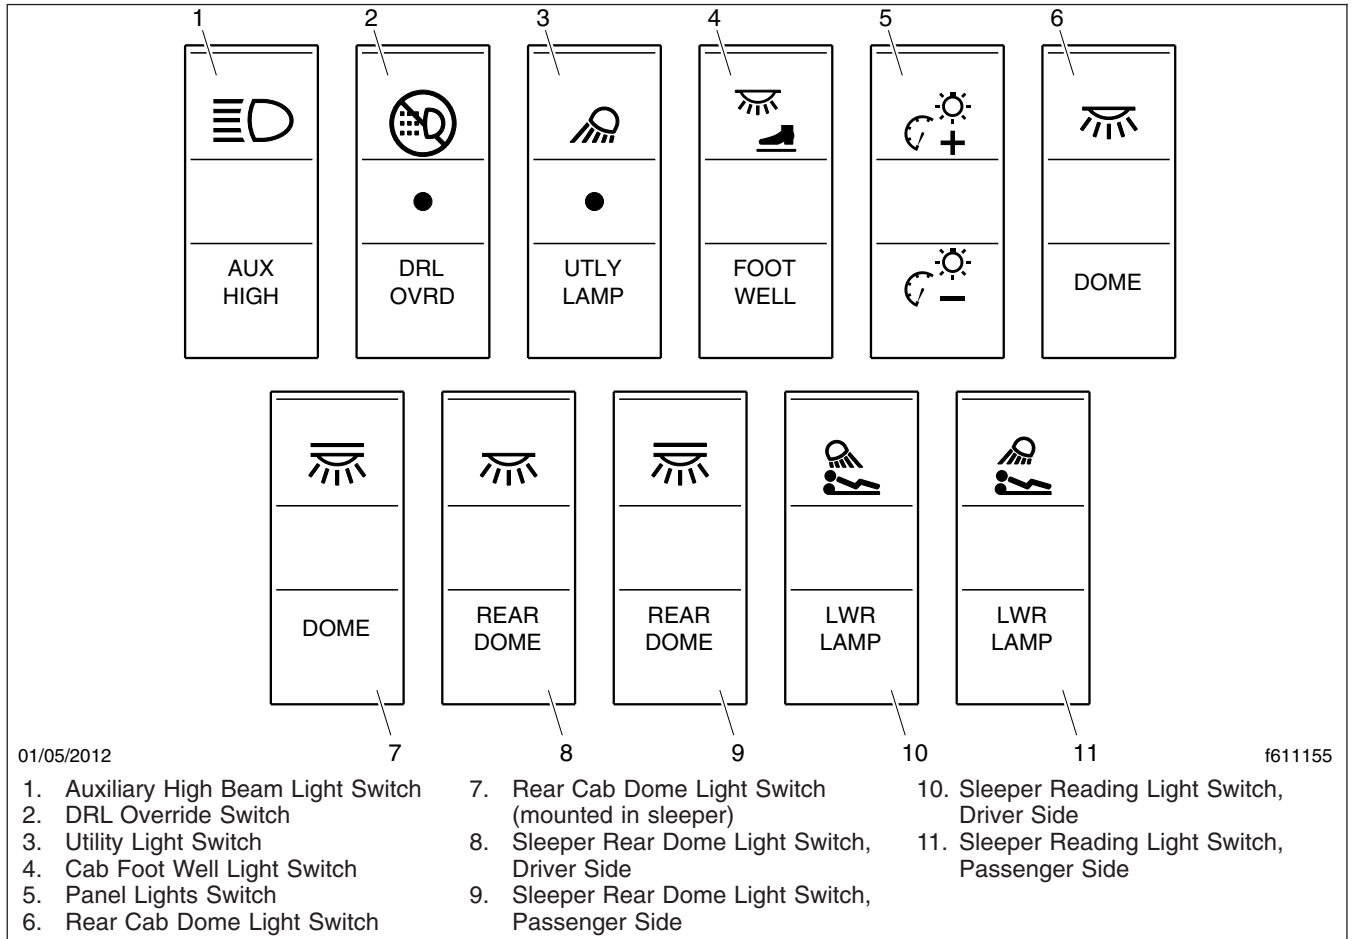 1 2 3 4 5 6
AUX
HIGH
DRL
OVRD
UTLY
LAMP
FOOT
WELL
DOME
DOME
REAR
DOME
REAR
DOME
LWR
LAMP
LWR
LAMP
7 8 9 10 11
01/05/2012
f611155
1. Auxiliary High Beam Light Switch
2. DRL Override Switch
3. Utility Light Switch
4. Cab Foot Well Light Switch
5. Panel Lights Switch
6. Rear Cab Dome Light Switch
7. Rear Cab Dome Light Switch
(mounted in sleeper)
8. Sleeper Rear Dome Light Switch,
Driver Side
9. Sleeper Rear Dome Light Switch,
Passenger Side
10. Sleeper Reading Light Switch,
Driver Side
11. Sleeper Reading Light Switch,
Passenger Side